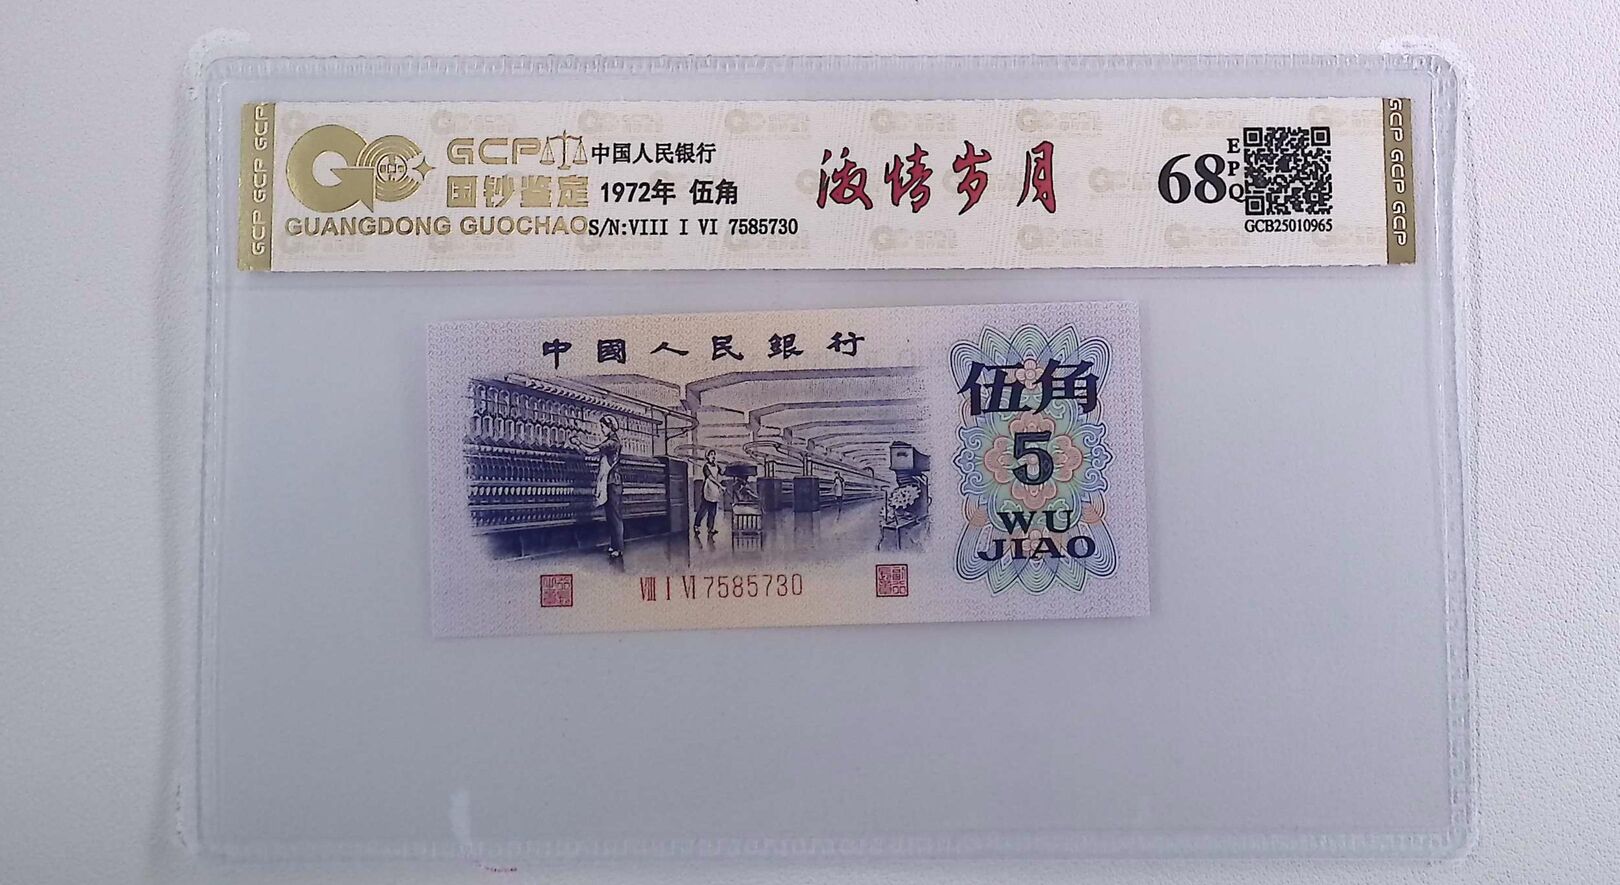 GCP
国钞鉴定
GUANGDONG GUOCHAO
中国人民银行
1972年 伍角
S/N:VIII I VI 7585730
激情岁月
68
EPQ
GCB25010965
GCP GCP GCP
GCP GCP GCP
中國人民銀行
伍角
5
WU
JIAO
VIII I VI 7585730